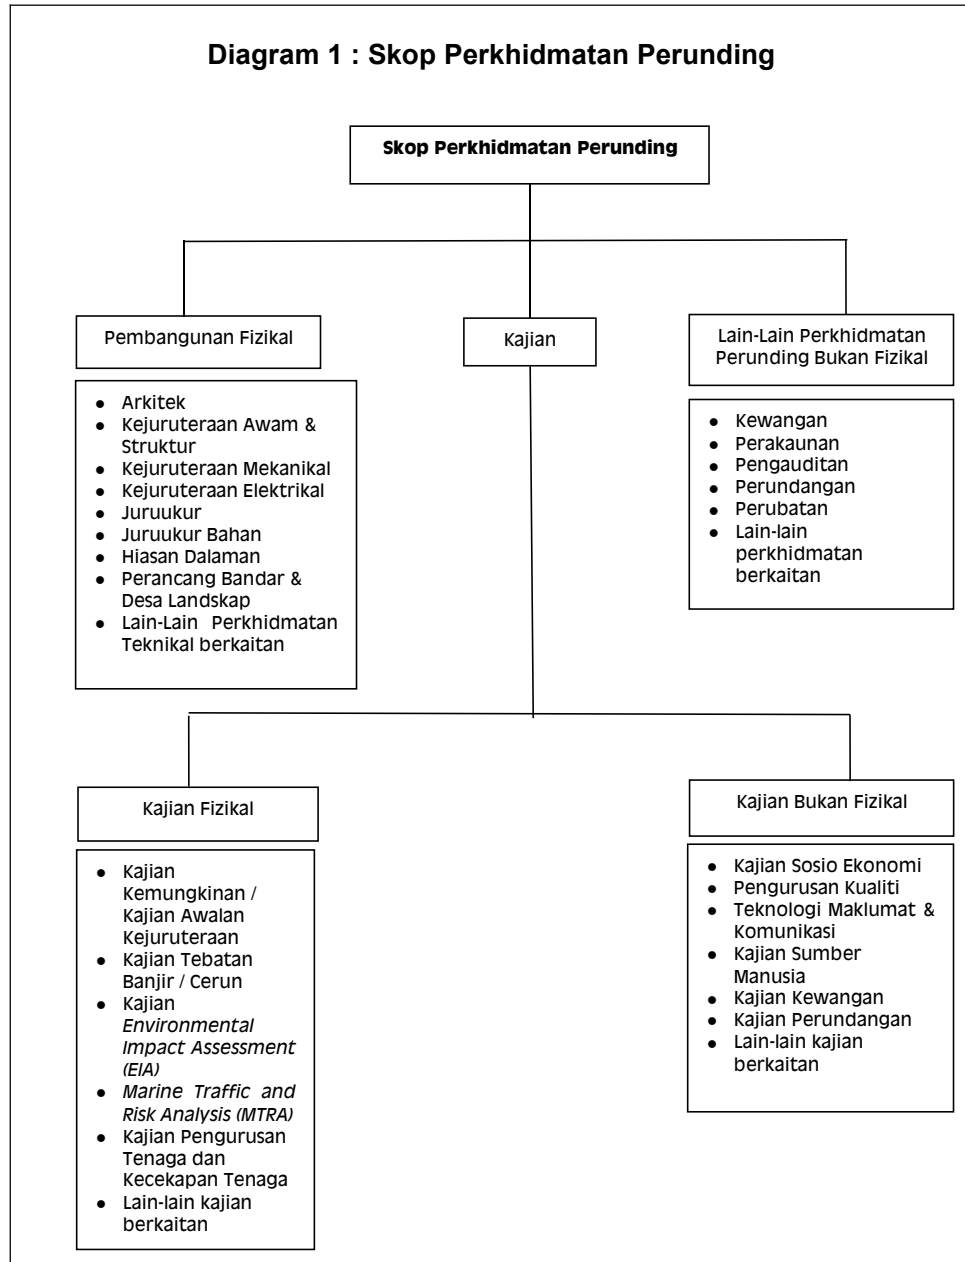 Diagram 1 : Skop Perkhidmatan Perunding
Skop Perkhidmatan Perunding
Pembangunan Fizikal
● Arkitek
● Kejuruteraan Awam &
Struktur
● Kejuruteraan Mekanikal
● Kejuruteraan Elektrikal
● Juruukur
● Juruukur Bahan
● Hiasan Dalaman
● Perancang Bandar &
Desa Landskap
● Lain-Lain Perkhidmatan
Teknikal berkaitan
Kajian
Lain-Lain Perkhidmatan
Perunding Bukan Fizikal
● Kewangan
● Perakaunan
● Pengauditan
● Perundangan
● Perubatan
● Lain-lain
perkhidmatan
berkaitan
Kajian Fizikal
● Kajian
Kemungkinan /
Kajian Awalan
Kejuruteraan
● Kajian Tebatan
Banjir / Cerun
● Kajian
Environmental
Impact Assessment
(EIA)
● Marine Traffic and
Risk Analysis (MTRA)
● Kajian Pengurusan
Tenaga dan
Kecekapan Tenaga
● Lain-lain kajian
berkaitan
Kajian Bukan Fizikal
● Kajian Sosio Ekonomi
● Pengurusan Kualiti
● Teknologi Maklumat &
Komunikasi
● Kajian Sumber
Manusia
● Kajian Kewangan
● Kajian Perundangan
● Lain-lain kajian
berkaitan